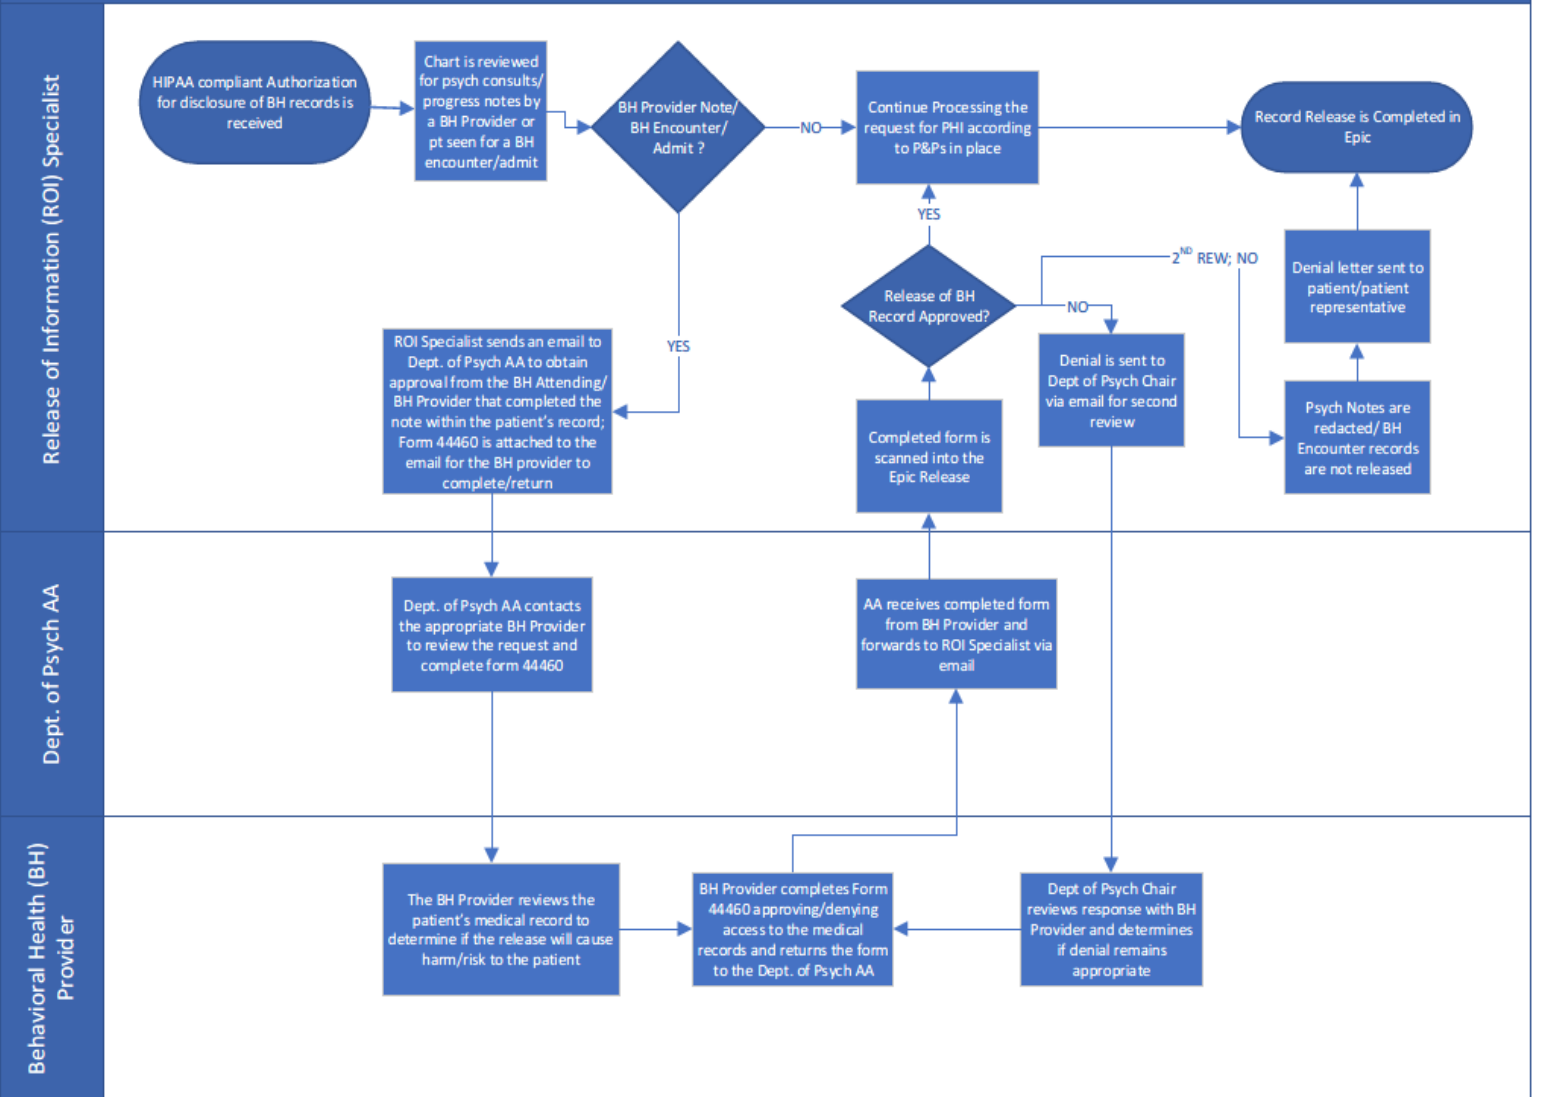 Release of Information (ROI) Specialist
HIPAA compliant Authorization
for disclosure of BH records is
received
Chart is reviewed
for psych consults/
progress notes by
a BH Provider or
pt seen for a BH
encounter/admit
BH Provider Note/
BH Encounter/
Admit ?
NO
Continue Processing the
request for PHI according
to P&Ps in place
Record Release is Completed in
Epic
YES
YES
Release of BH
Record Approved?
2ND REW; NO
NO
Denial letter sent to
patient/patient
representative
ROI Specialist sends an email to
Dept. of Psych AA to obtain
approval from the BH Attending/
BH Provider that completed the
note within the patient's record;
Form 44460 is attached to the
email for the BH provider to
complete/return
Denial is sent to
Dept of Psych Chair
via email for second
review
Completed form is
scanned into the
Epic Release
Psych Notes are
redacted/ BH
Encounter records
are not released
Dept. of Psych AA
Dept. of Psych AA contacts
the appropriate BH Provider
to review the request and
complete form 44460
AA receives completed form
from BH Provider and
forwards to ROI Specialist via
email
Behavioral Health (BH)
Provider
The BH Provider reviews the
patient's medical record to
determine if the release will cause
harm/risk to the patient
BH Provider completes Form
44460 approving/denying
access to the medical
records and returns the form
to the Dept. of Psych AA
Dept of Psych Chair
reviews response with BH
Provider and determines
if denial remains
appropriate